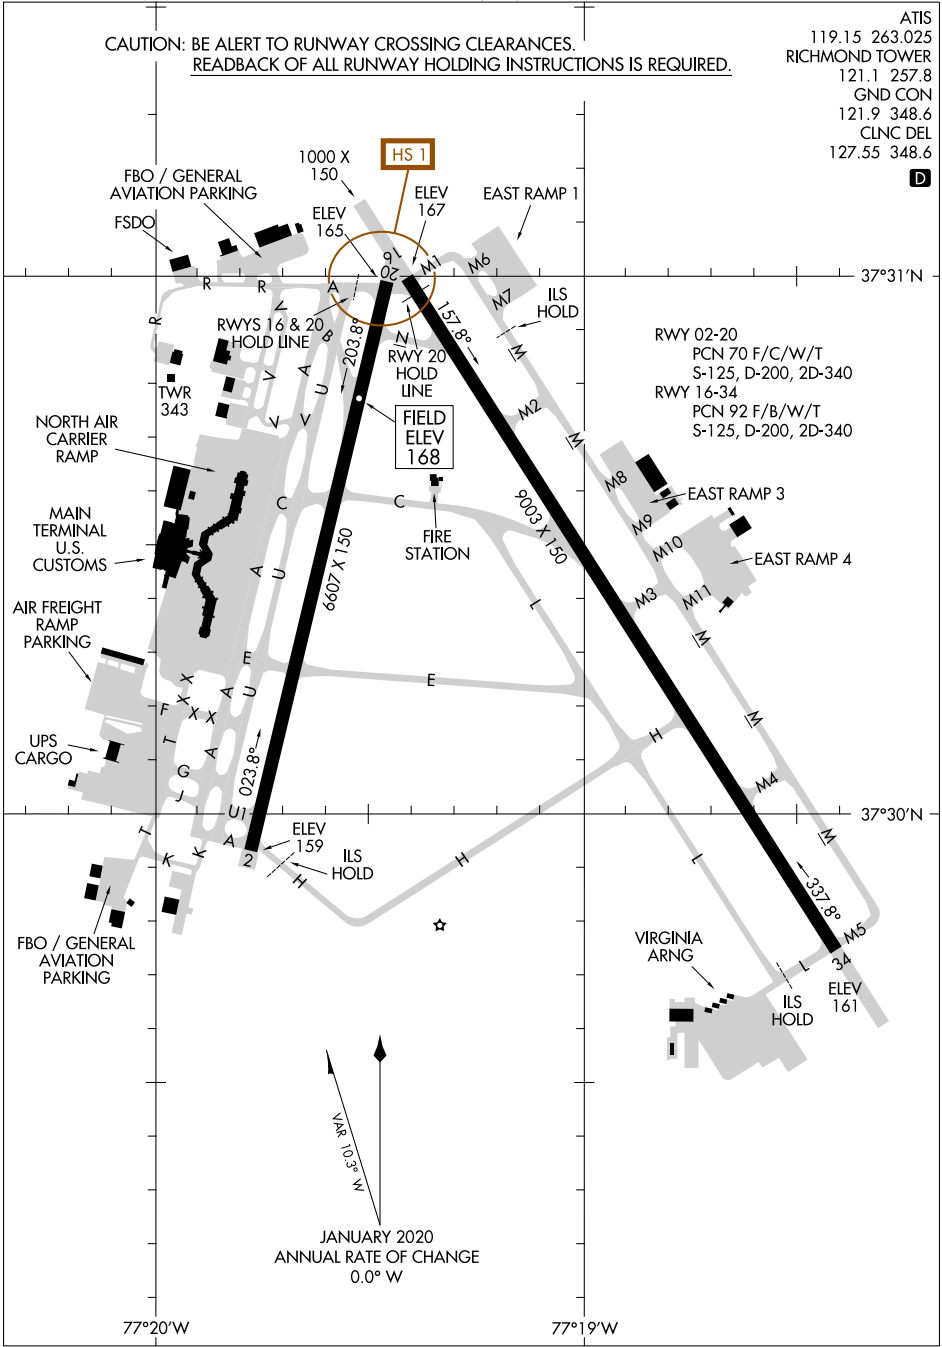 ATIS
119.15 263.025
RICHMOND TOWER
121.1 257.8
GND CON
121.9 348.6
CLNC DEL
127.55 348.6
D
CAUTION: BE ALERT TO RUNWAY CROSSING CLEARANCES.
READBACK OF ALL RUNWAY HOLDING INSTRUCTIONS IS REQUIRED.
HS 1
1000 X
150
FBO / GENERAL
AVIATION PARKING
ELEV
167
EAST RAMP 1
ELEV
165
FSDO
16
20
M1
M6
37°31'N
R
R
V
A
M7
ILS
HOLD
R
RWYS 16 & 20
HOLD LINE
B
203.8°
N
157.8°
M
RWY 20
HOLD
LINE
RWY 02-20
PCN 70 F/C/W/T
S-125, D-200, 2D-340
RWY 16-34
PCN 92 F/B/W/T
S-125, D-200, 2D-340
TWR
343
V
A
U
V
V
M2
FIELD
ELEV
168
M
NORTH AIR
CARRIER
RAMP
M8
EAST RAMP 3
C
C
9003 X 150
M9
MAIN
TERMINAL
U.S.
CUSTOMS
FIRE
STATION
M10
EAST RAMP 4
A
U
6607 X 150
L
M3
M11
AIR FREIGHT
RAMP
PARKING
M
E
E
X
X
A
U
F
X
X
M
T
A
H
UPS
CARGO
G
023.8°
M4
J
U1
37°30'N
T
A
ELEV
159
M
K
K
2
ILS
HOLD
H
H
L
337.8°
FBO / GENERAL
AVIATION
PARKING
VIRGINIA
ARNG
M5
L
34
ELEV
161
ILS
HOLD
VAR 10.3° W
JANUARY 2020
ANNUAL RATE OF CHANGE
0.0° W
77°20'W
77°19'W